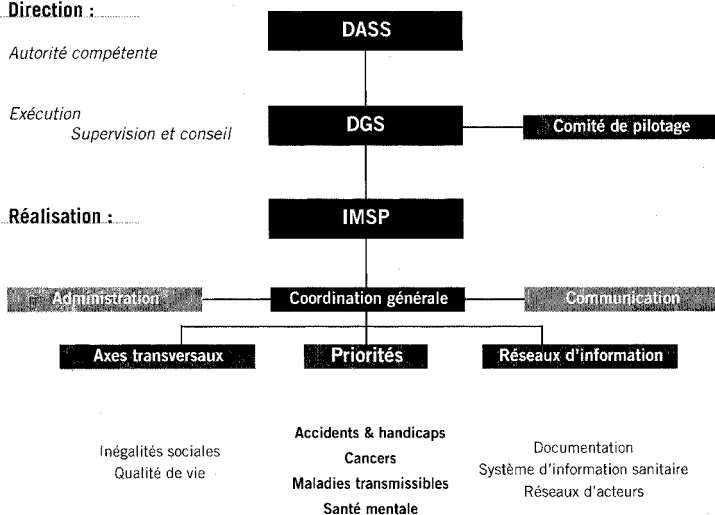 Direction :
DASS
Autorité compétente
Exécution
Supervision et conseil
DGS
Comité de pilotage
Réalisation :
IMSP
Administration
Coordination générale
Communication
Axes transversaux
Priorités
Réseaux d'information
Inégalités sociales
Qualité de vie
Accidents & handicaps
Cancers
Maladies transmissibles
Santé mentale
Documentation
Système d'information sanitaire
Réseaux d'acteurs